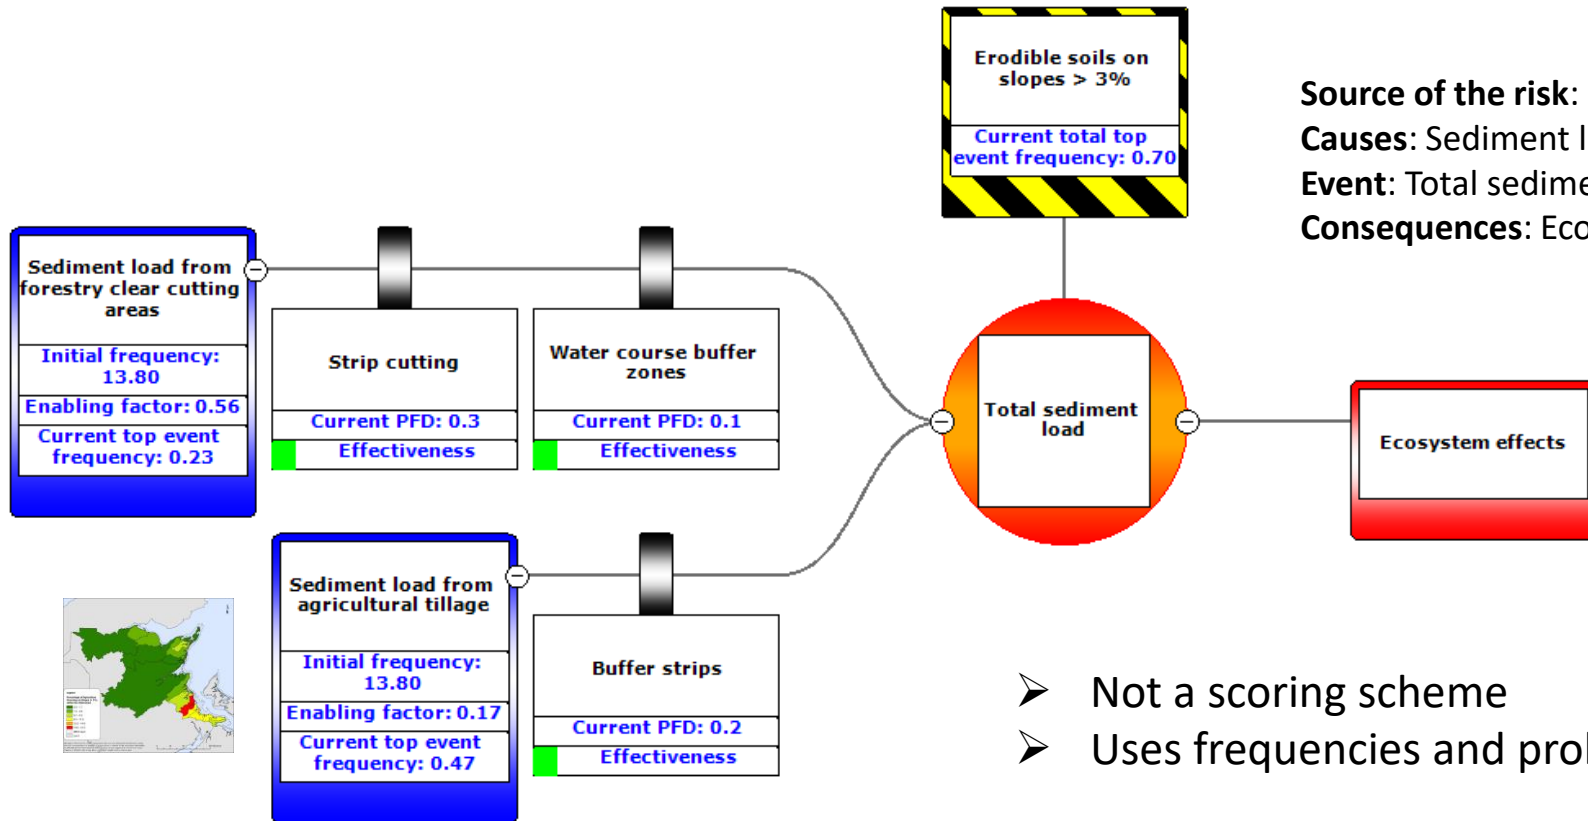 Erodible soils on
slopes > 3%
Current total top
event frequency: 0.70
Source of the risk:
Causes: Sediment l
Event: Total sedime
Consequences: Eco
Sediment load from
forestry clear cutting
areas
Initial frequency:
13.80
Enabling factor: 0.56
Current top event
frequency: 0.23
Strip cutting
Current PFD: 0.3
Effectiveness
Water course buffer
zones
Current PFD: 0.1
Effectiveness
Total sediment
load
Ecosystem effects
Sediment load from
agricultural tillage
Initial frequency:
13.80
Enabling factor: 0.17
Current top event
frequency: 0.47
Buffer strips
Current PFD: 0.2
Effectiveness
➢ Not a scoring scheme
➢ Uses frequencies and pro